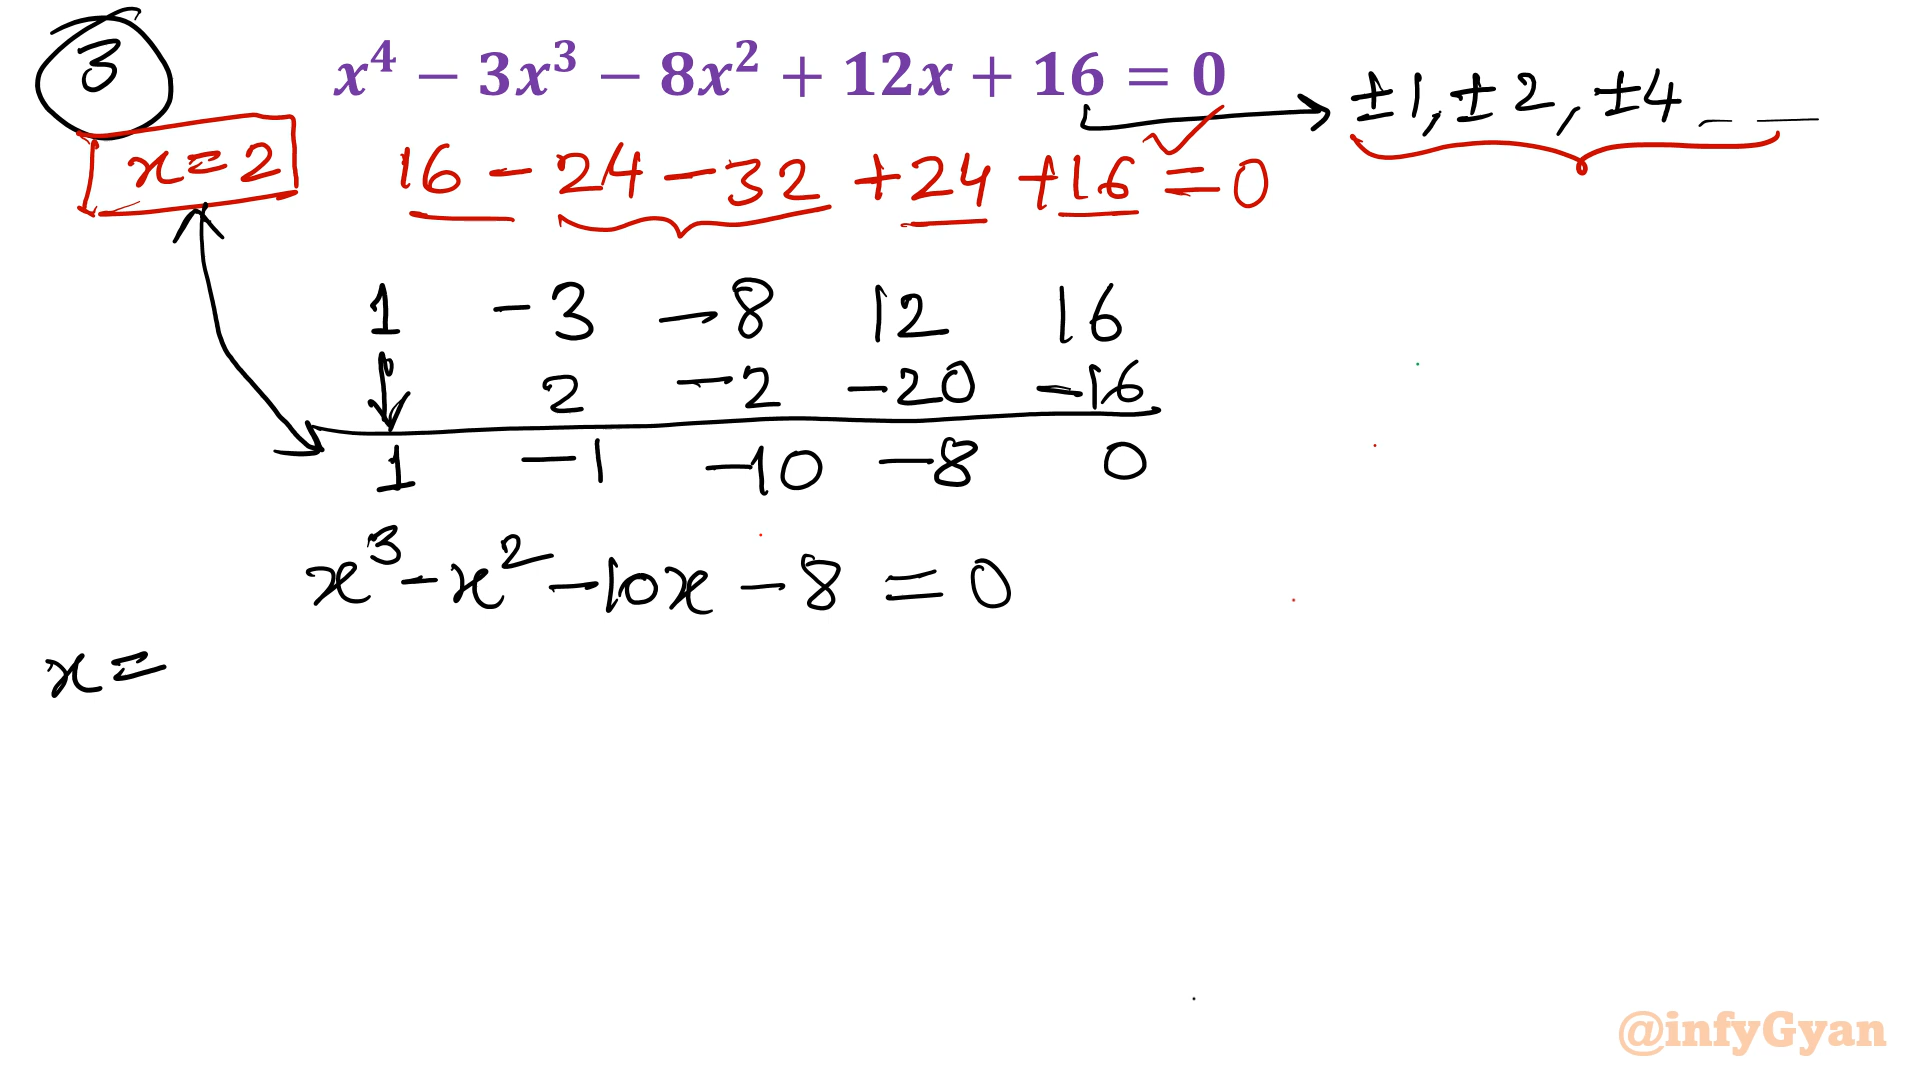 3
x⁴ − 3x³ − 8x² + 12x + 16 = 0
±1, ±2, ±4 _ _
x=2
16 − 24 − 32 + 24 + 16 = 0
1 −3 −8 12 16
2 −2 −20 −16
1 −1 −10 −8 0
x³ − x² − 10x − 8 = 0
x=
@infyGyan